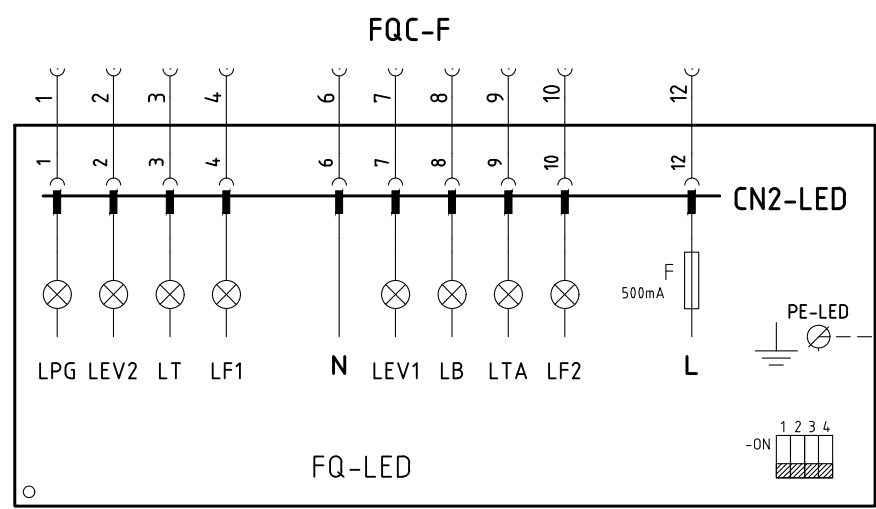 FQC-F
1 2 3 4 6 7 8 9 10 12
1 2 3 4 6 7 8 9 10 12
CN2-LED
F
500mA
PE-LED
LPG LEV2 LT LF1 N LEV1 LB LTA LF2 L
1 2 3 4
-ON
FQ-LED